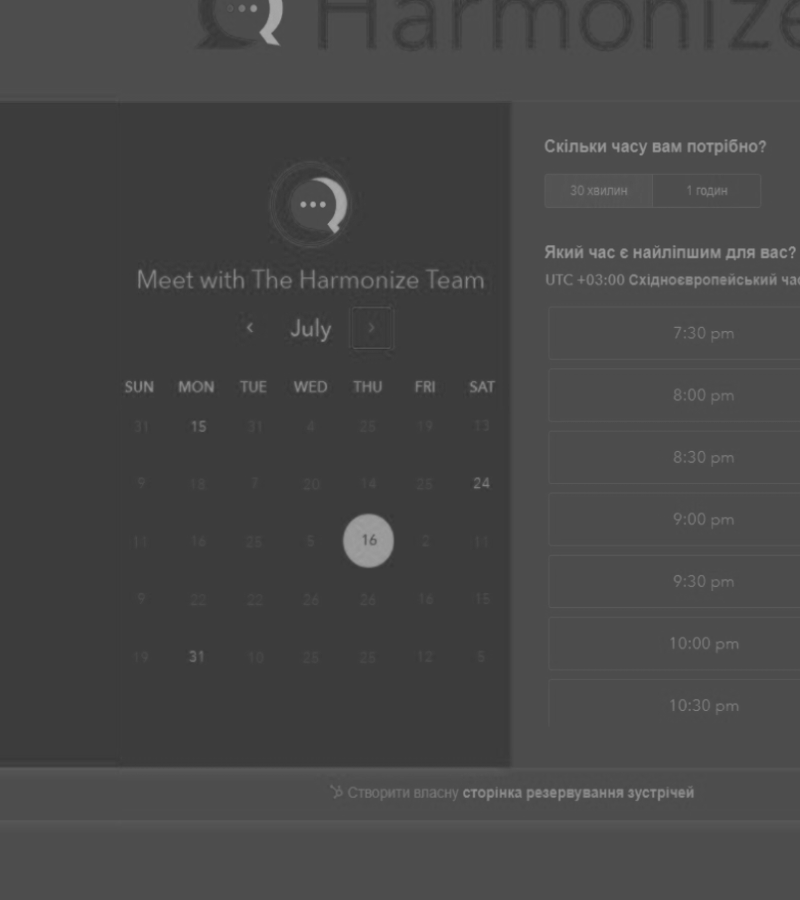 Harmonize
Meet with The Harmonize Team
‹ July ›
SUN MON TUE WED THU FRI SAT
31 15 31 4 25 19 13
9 18 7 20 14 25 24
11 16 25 5 16 2 11
9 22 22 26 26 16 15
19 31 10 25 25 12 5
Скільки часу вам потрібно?
30 хвилин 1 годин
Який час є найліпшим для вас?
UTC +03:00 Східноєвропейський
7:30 pm
8:00 pm
8:30 pm
9:00 pm
9:30 pm
10:00 pm
10:30 pm
Створити власну сторінка резервування зустрічей